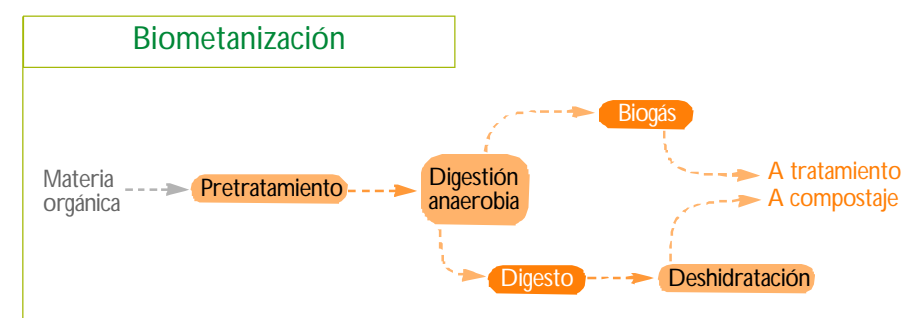 Biometanización
Biogás
Materia
orgánica
Pretratamiento
Digestión
anaerobia
A tratamiento
A compostaje
Digesto
Deshidratación